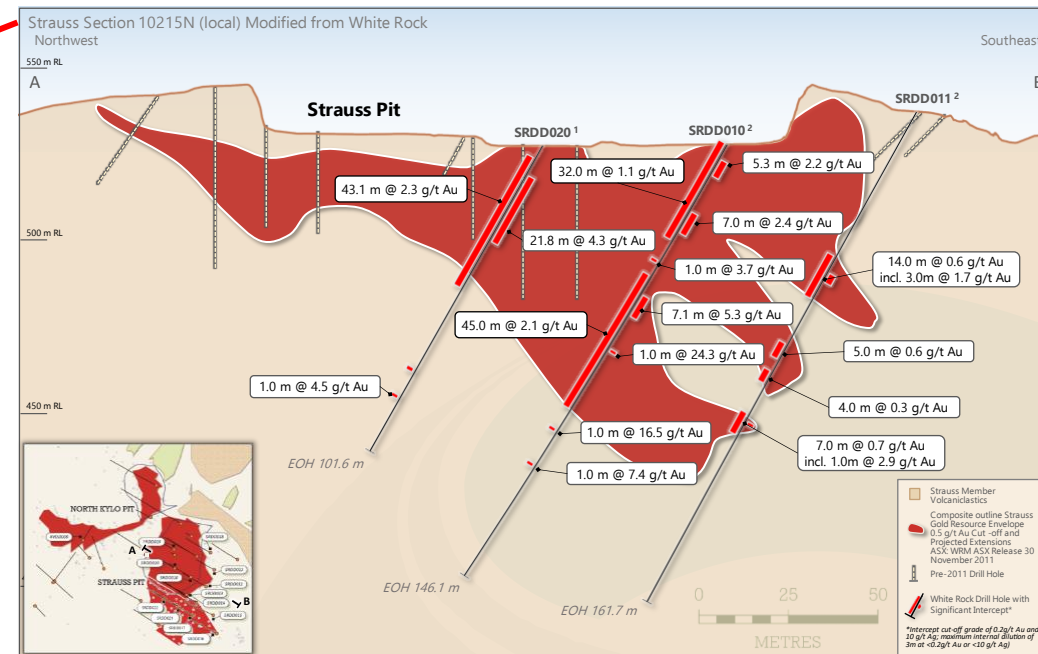 Strauss Section 10215N (local) Modified from White Rock
Northwest
Southeast
550 m RL
A
Strauss Pit
SRDD020 1
SRDD010 2
SRDD011 2
43.1 m @ 2.3 g/t Au
32.0 m @ 1.1 g/t Au
5.3 m @ 2.2 g/t Au
500 m RL
21.8 m @ 4.3 g/t Au
7.0 m @ 2.4 g/t Au
1.0 m @ 3.7 g/t Au
14.0 m @ 0.6 g/t Au
incl. 3.0m @ 1.7 g/t Au
45.0 m @ 2.1 g/t Au
7.1 m @ 5.3 g/t Au
1.0 m @ 24.3 g/t Au
5.0 m @ 0.6 g/t Au
1.0 m @ 4.5 g/t Au
4.0 m @ 0.3 g/t Au
450 m RL
1.0 m @ 16.5 g/t Au
7.0 m @ 0.7 g/t Au
incl. 1.0m @ 2.9 g/t Au
EOH 101.6 m
1.0 m @ 7.4 g/t Au
EOH 146.1 m
EOH 161.7 m
NORTH KYLO PIT
A
STRAUSS PIT
B
0 25 50
METRES
Strauss Member
Volcaniclastics
Composite outline Strauss
Gold Resource Envelope
0.5 g/t Au Cut -off and
Projected Extensions
ASX: WRM ASX Release 30
November 2011
Pre-2011 Drill Hole
White Rock Drill Hole with
Significant Intercept*
*Intercept cut-off grade of 0.2g/t Au and
10 g/t Ag; maximum internal dilution of
3m at <0.2g/t Au or <10 g/t Ag)